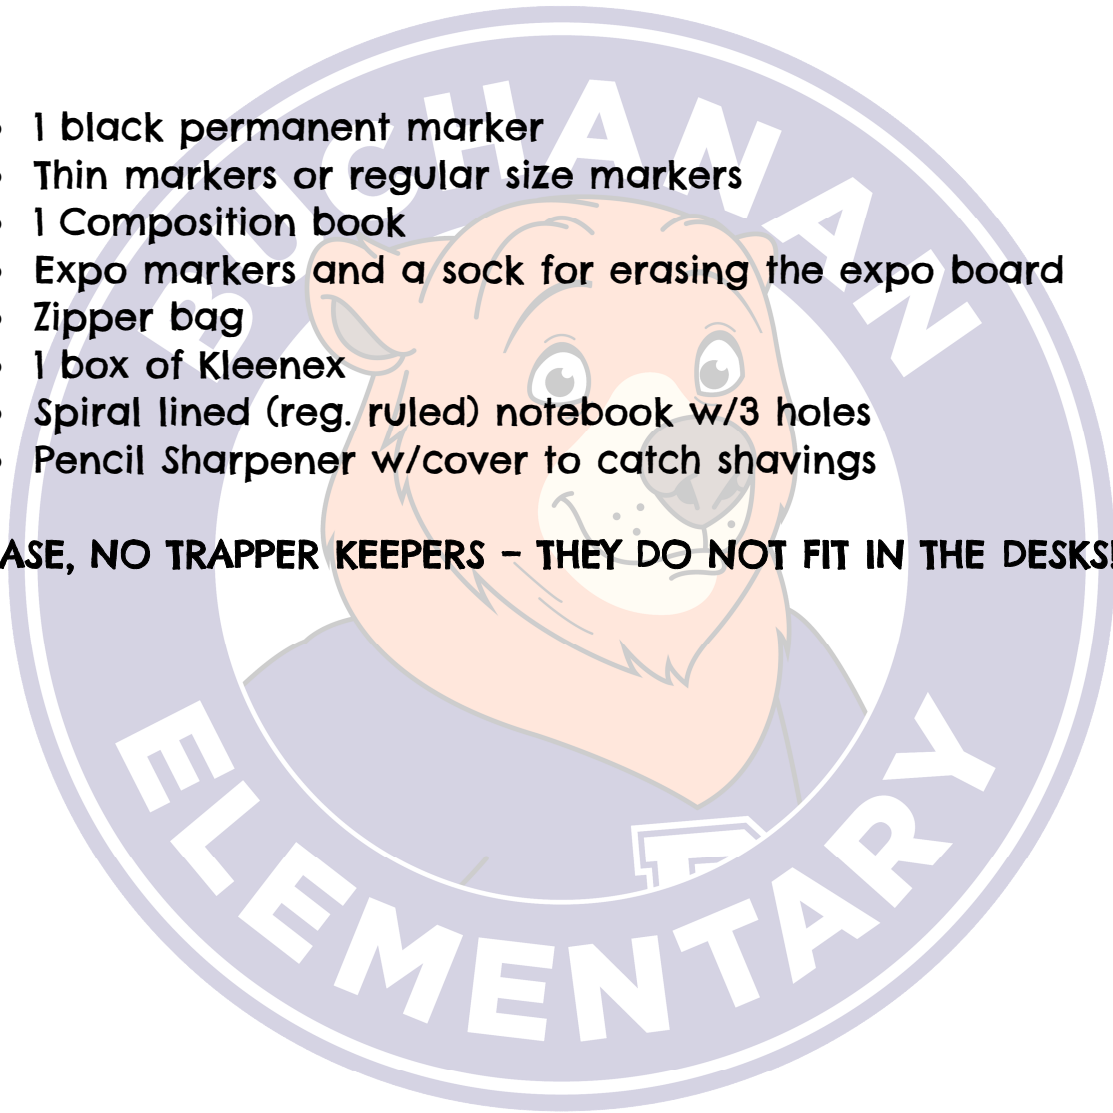 BUCHANAN
• 1 black permanent marker
• Thin markers or regular size markers
• 1 Composition book
• Expo markers and a sock for erasing the expo board
• Zipper bag
• 1 box of Kleenex
• Spiral lined (reg. ruled) notebook w/3 holes
• Pencil Sharpener w/cover to catch shavings
ASE, NO TRAPPER KEEPERS – THEY DO NOT FIT IN THE DESKS!
ELEMENTARY